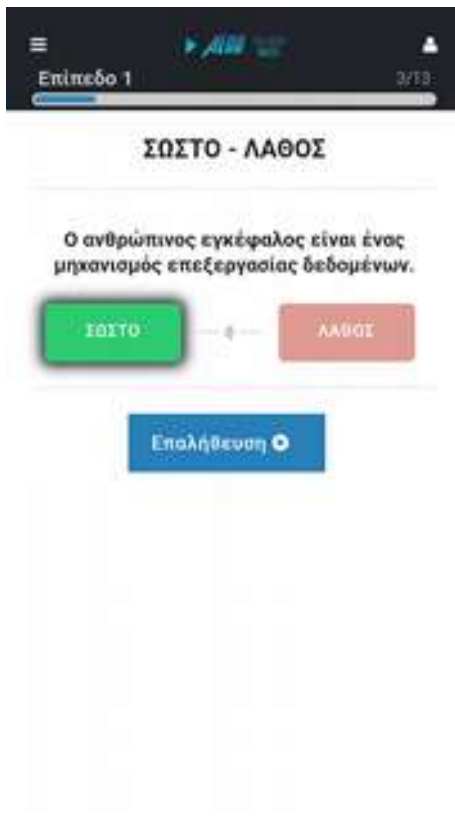 Επίπεδο 1
3/13
ΣΩΣΤΟ - ΛΑΘΟΣ
Ο ανθρώπινος εγκέφαλος είναι ένας
μηχανισμός επεξεργασίας δεδομένων.
ΣΩΣΤΟ
ή
ΛΑΘΟΣ
Επαλήθευση